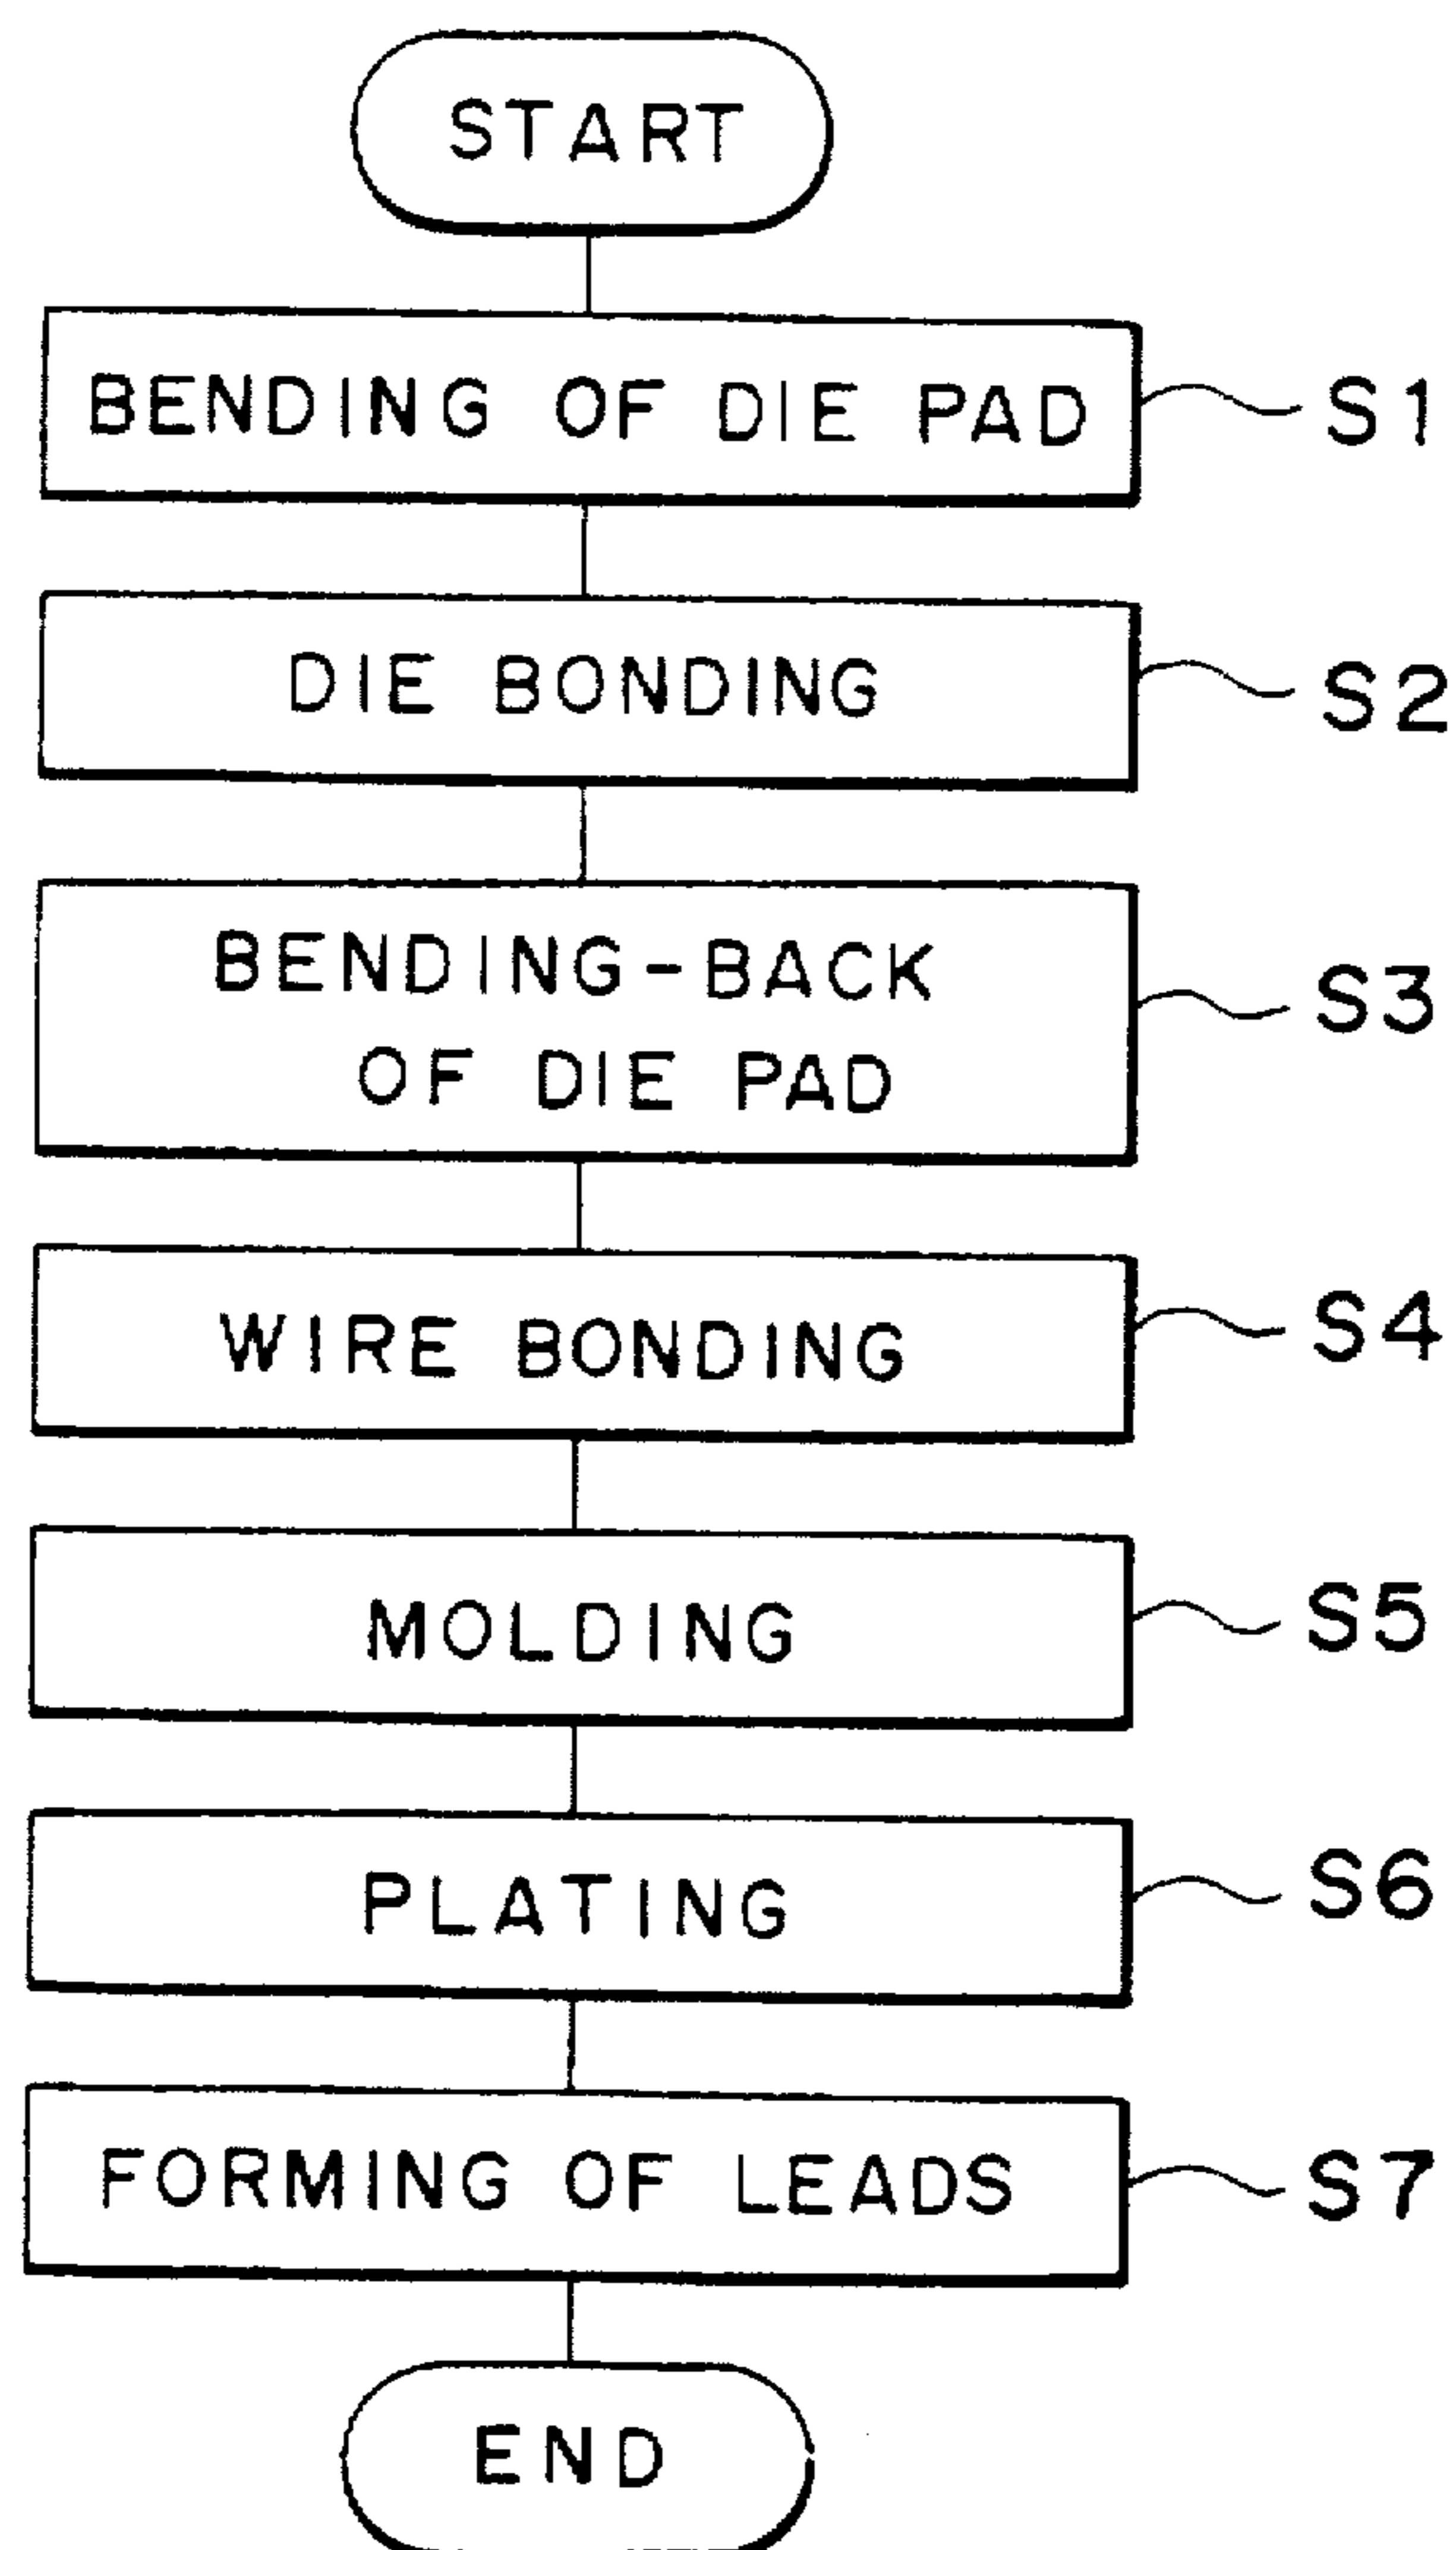 START
BENDING OF DIE PAD
S1
DIE BONDING
S2
BENDING-BACK
OF DIE PAD
S3
WIRE BONDING
S4
MOLDING
S5
PLATING
S6
FORMING OF LEADS
S7
END